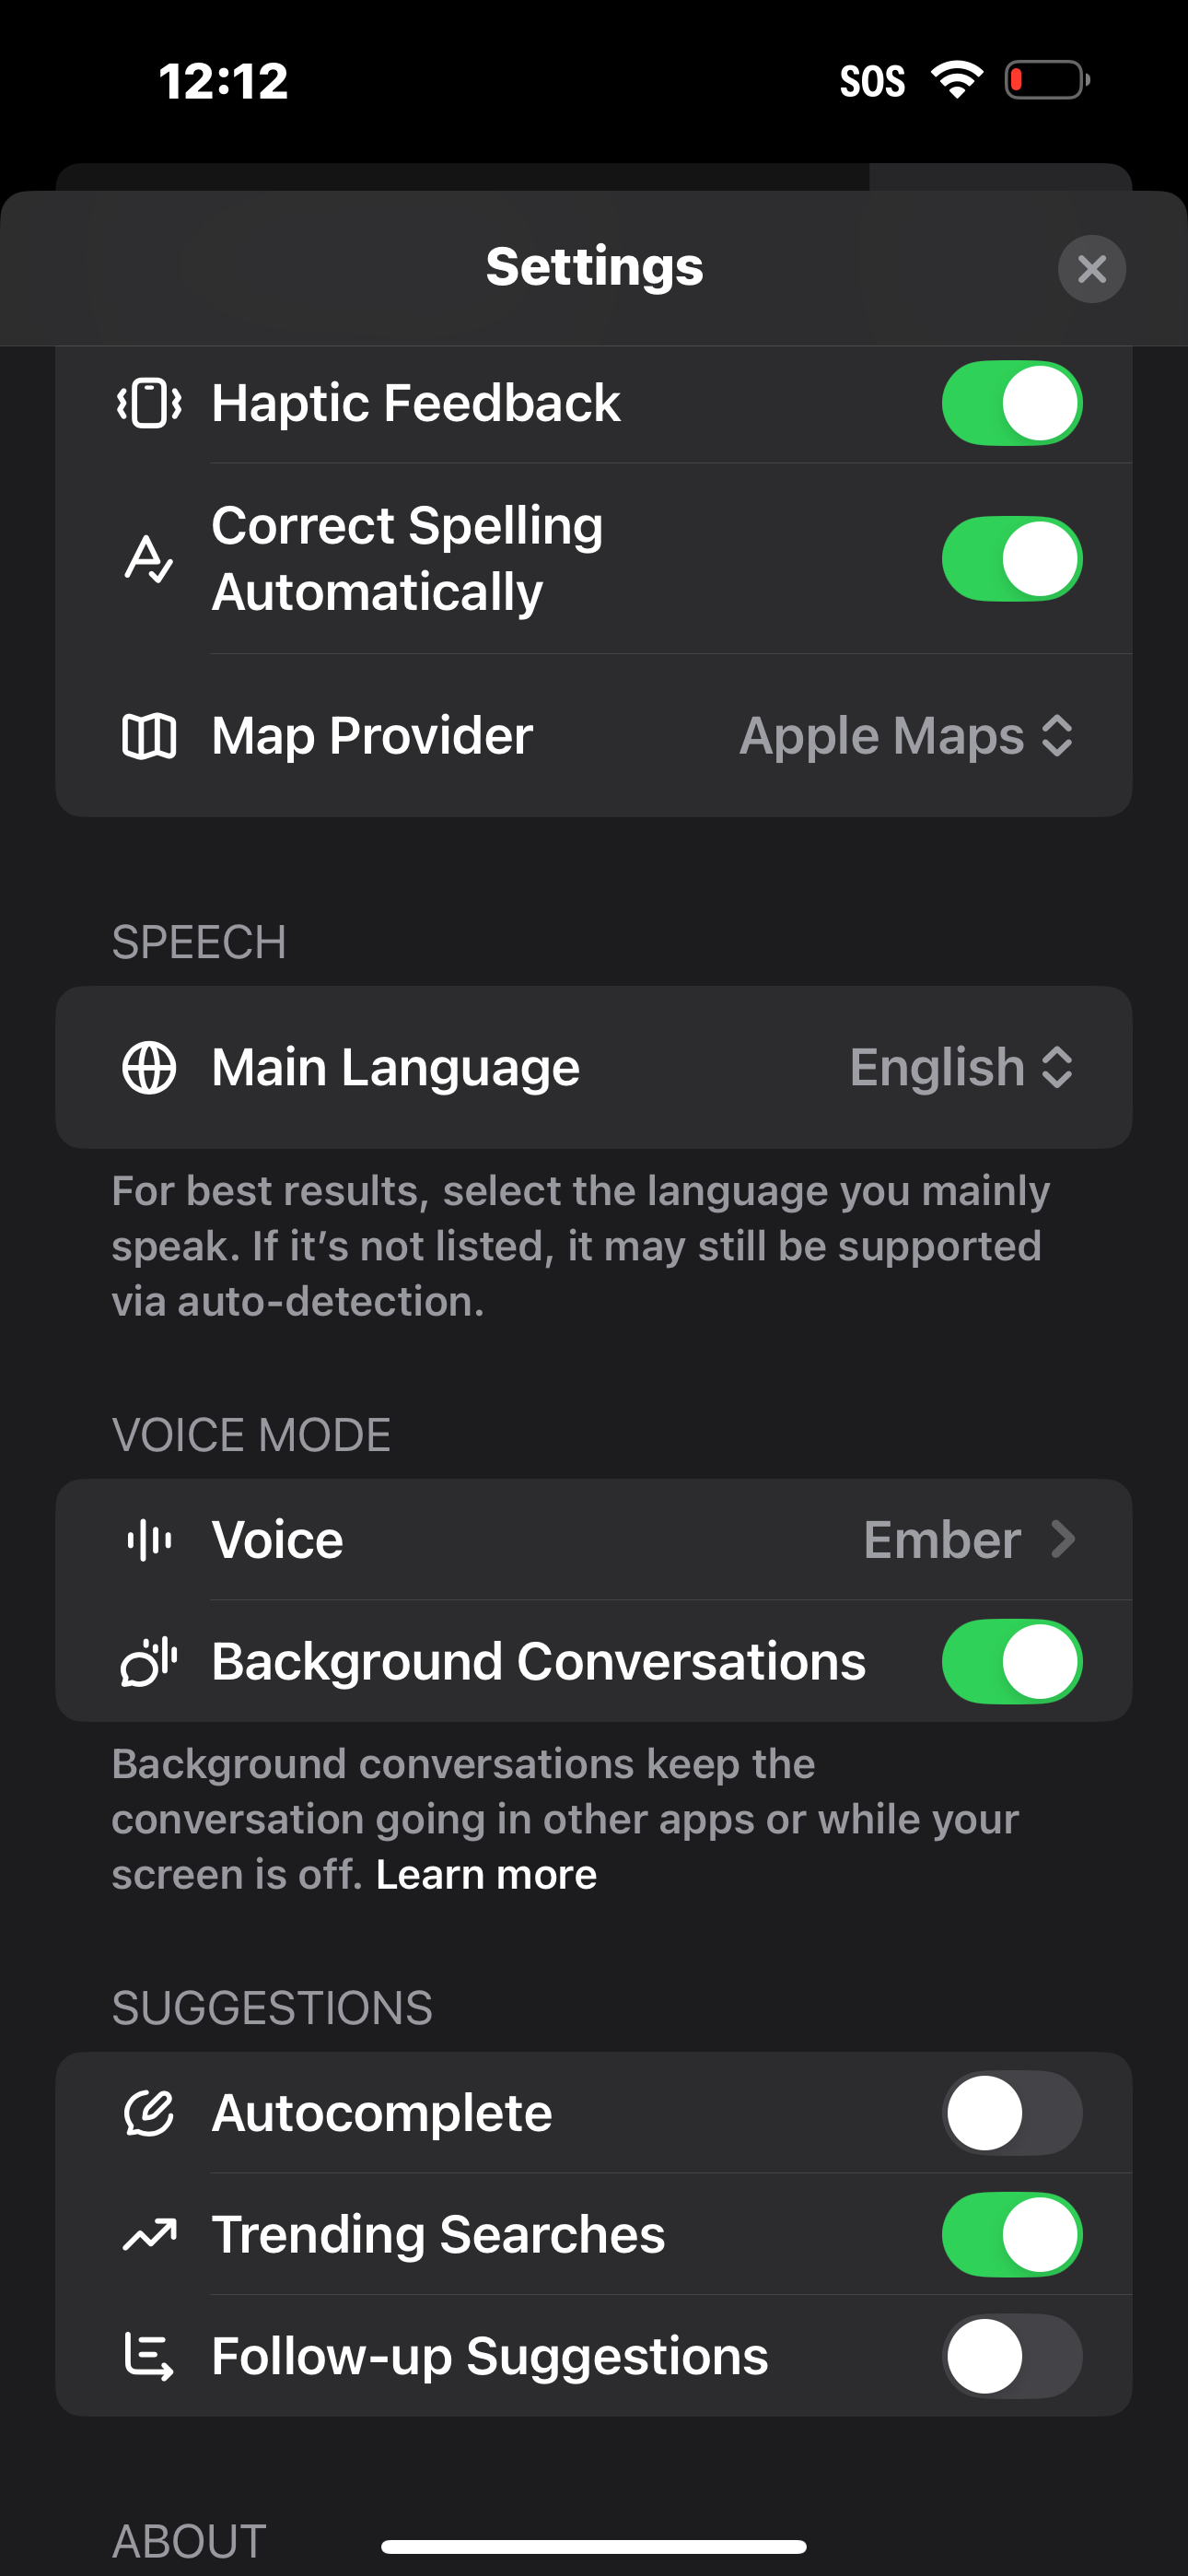 12:12
SOS
Settings
Haptic Feedback
Correct Spelling
Automatically
Map Provider
Apple Maps
SPEECH
Main Language
English
For best results, select the language you mainly
speak. If it’s not listed, it may still be supported
via auto-detection.
VOICE MODE
Voice
Ember
Background Conversations
Background conversations keep the
conversation going in other apps or while your
screen is off. Learn more
SUGGESTIONS
Autocomplete
Trending Searches
Follow-up Suggestions
ABOUT